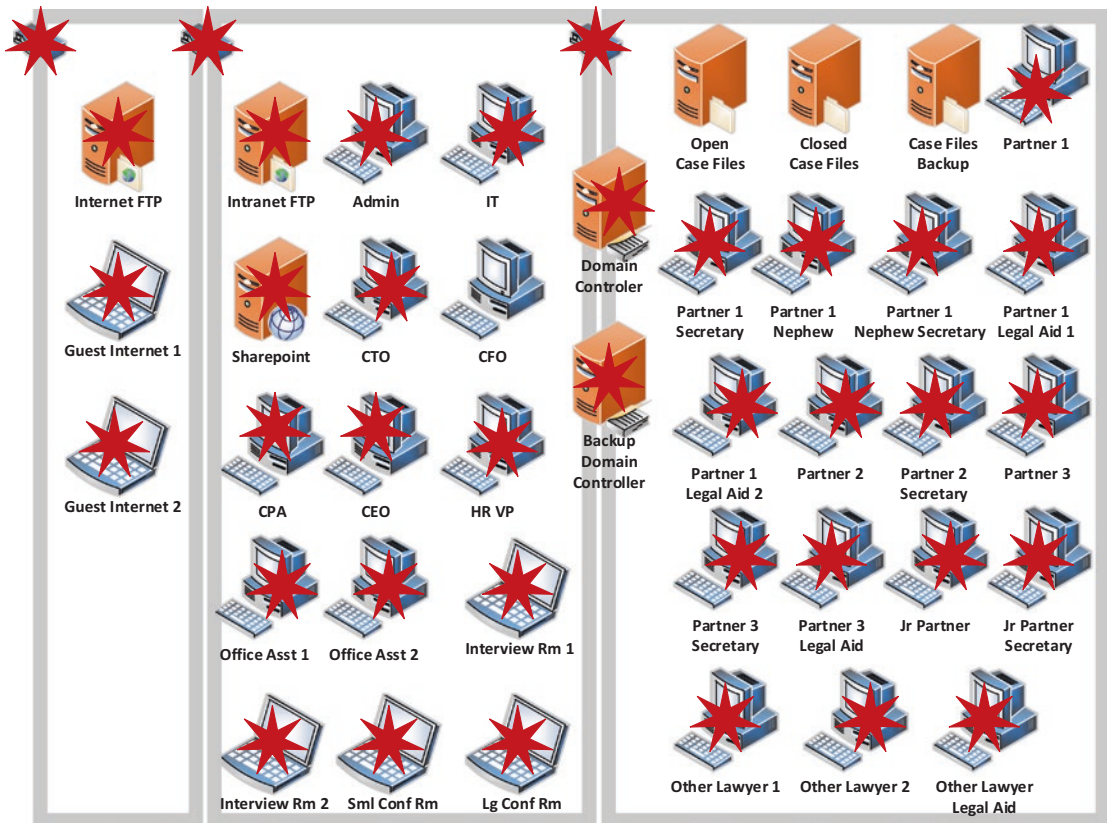 Open
Case Files
Closed
Case Files
Case Files
Backup
Partner 1
Internet FTP
Intranet FTP
Admin
IT
Domain
Controler
Partner 1
Secretary
Partner 1
Nephew
Partner 1
Nephew Secretary
Partner 1
Legal Aid 1
Guest Internet 1
Sharepoint
CTO
CFO
Backup
Domain
Controller
Partner 1
Legal Aid 2
Partner 2
Partner 2
Secretary
Partner 3
Guest Internet 2
CPA
CEO
HR VP
Partner 3
Secretary
Partner 3
Legal Aid
Jr Partner
Jr Partner
Secretary
Office Asst 1
Office Asst 2
Interview Rm 1
Other Lawyer 1
Other Lawyer 2
Other Lawyer
Legal Aid
Interview Rm 2
Sml Conf Rm
Lg Conf Rm